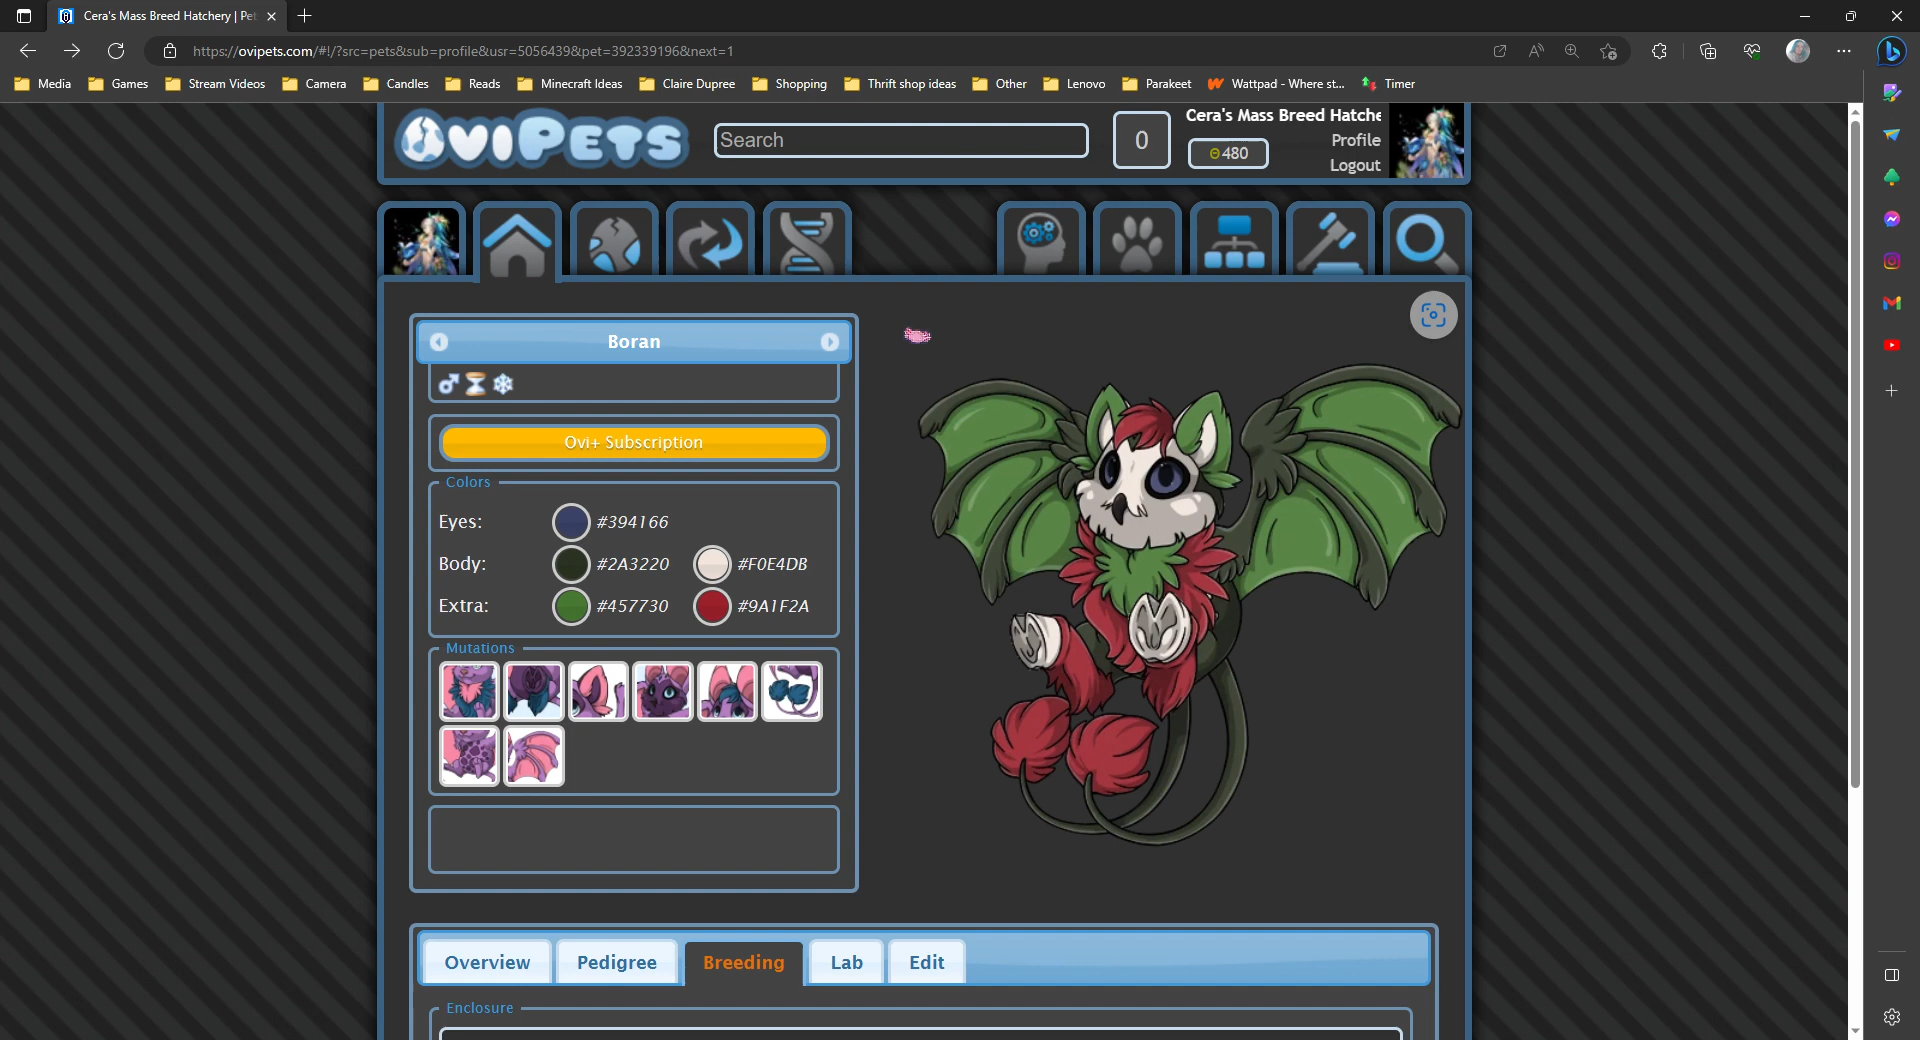 Cera's Mass Breed Hatchery | Pet
https://ovipets.com/#!/?src=pets&sub=profile&usr=5056439&pet=392339196&next=1
Media Games Stream Videos Camera Candles Reads Minecraft Ideas Claire Dupree Shopping Thrift shop ideas Other Lenovo Parakeet Wattpad - Where st... Timer
OviPets
Search
0
Cera's Mass Breed Hatche
480
Profile
Logout
Boran
Ovi+ Subscription
Colors
Eyes: #394166
Body: #2A3220 #F0E4DB
Extra: #457730 #9A1F2A
Mutations
Overview Pedigree Breeding Lab Edit
Enclosure